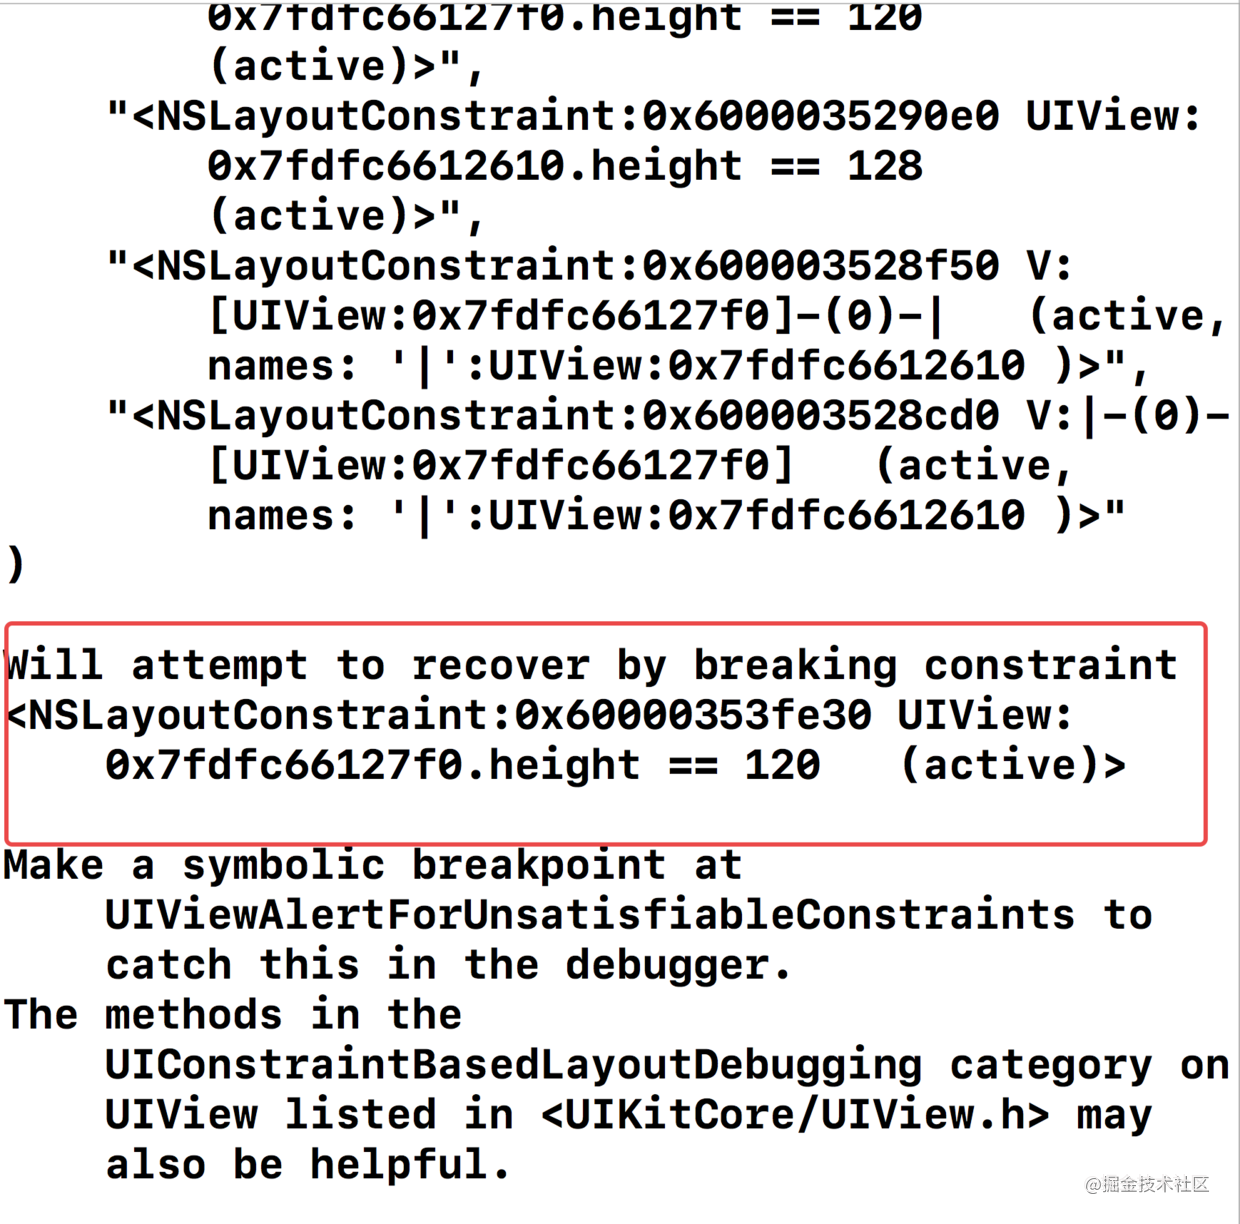 0x7fdfc66127f0.height == 120
(active)>",
"<NSLayoutConstraint:0x6000035290e0 UIView:
0x7fdfc6612610.height == 128
(active)>",
"<NSLayoutConstraint:0x600003528f50 V:
[UIView:0x7fdfc66127f0]-(0)-|   (active,
names: '|':UIView:0x7fdfc6612610 )>",
"<NSLayoutConstraint:0x600003528cd0 V:|-(0)-
[UIView:0x7fdfc66127f0]   (active,
names: '|':UIView:0x7fdfc6612610 )>"
)
Will attempt to recover by breaking constraint
<NSLayoutConstraint:0x60000353fe30 UIView:
0x7fdfc66127f0.height == 120   (active)>
Make a symbolic breakpoint at
UIViewAlertForUnsatisfiableConstraints to
catch this in the debugger.
The methods in the
UIConstraintBasedLayoutDebugging category on
UIView listed in <UIKitCore/UIView.h> may
also be helpful.
@掘金技术社区